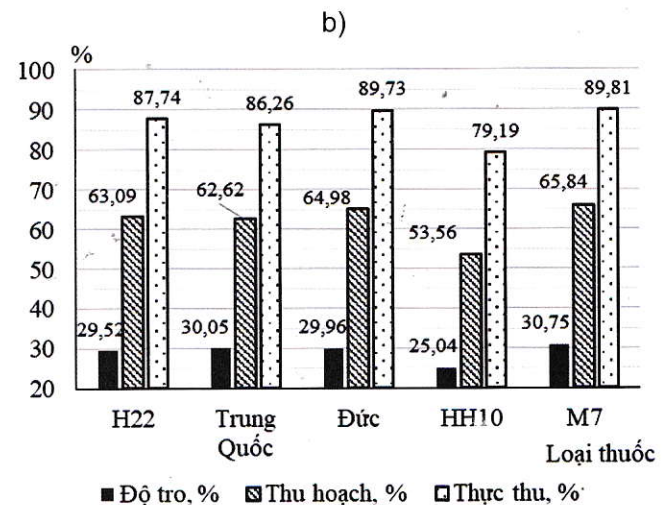 b)
%
100
90
80
70
60
50
40
30
20
87,74
86,26
89,73
79,19
89,81
63,09
62,62
64,98
53,56
65,84
29,52
30,05
29,96
25,04
30,75
H22
Trung Quốc
Đức
HH10
M7
Loại thuốc
Độ tro, %
Thu hoạch, %
Thực thu, %